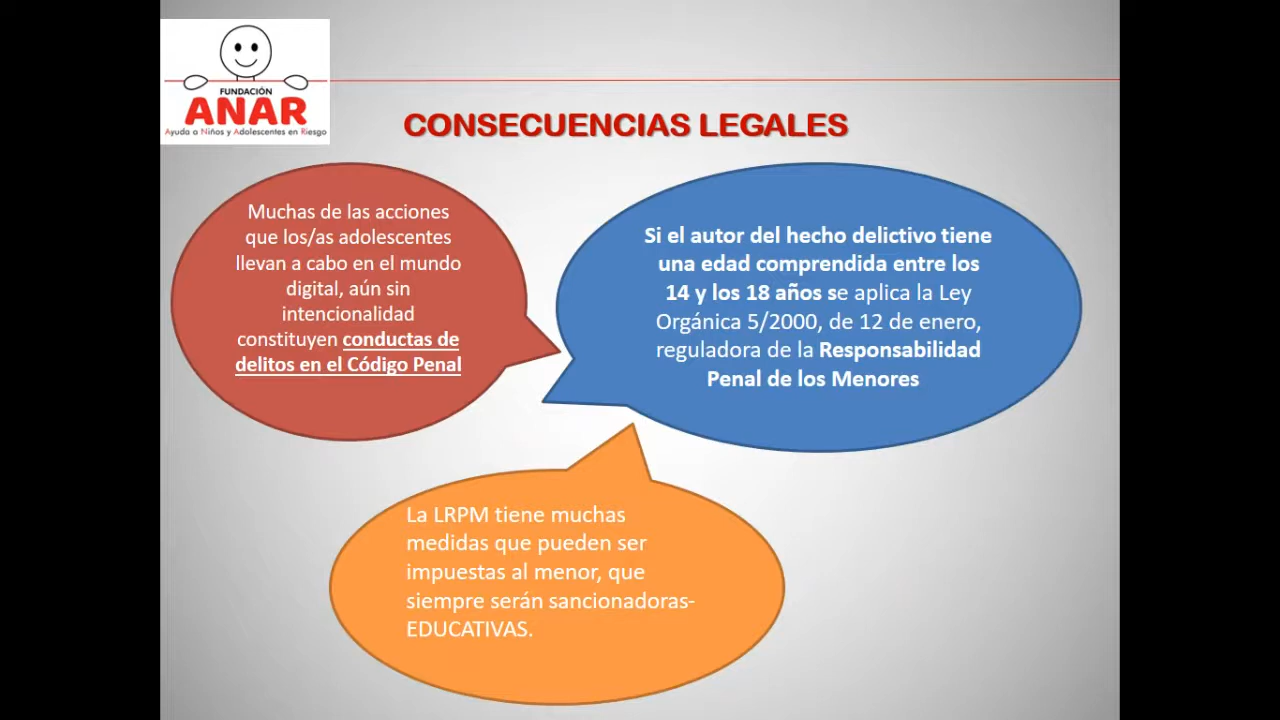 FUNDACIÓN
ANAR
Ayuda a Niños y Adolescentes en Riesgo
CONSECUENCIAS LEGALES
Muchas de las acciones
que los/as adolescentes
llevan a cabo en el mundo
digital, aún sin
intencionalidad
constituyen conductas de
delitos en el Código Penal
Si el autor del hecho delictivo tiene
una edad comprendida entre los
14 y los 18 años se aplica la Ley
Orgánica 5/2000, de 12 de enero,
reguladora de la Responsabilidad
Penal de los Menores
La LRPM tiene muchas
medidas que pueden ser
impuestas al menor, que
siempre serán sancionadoras-
EDUCATIVAS.